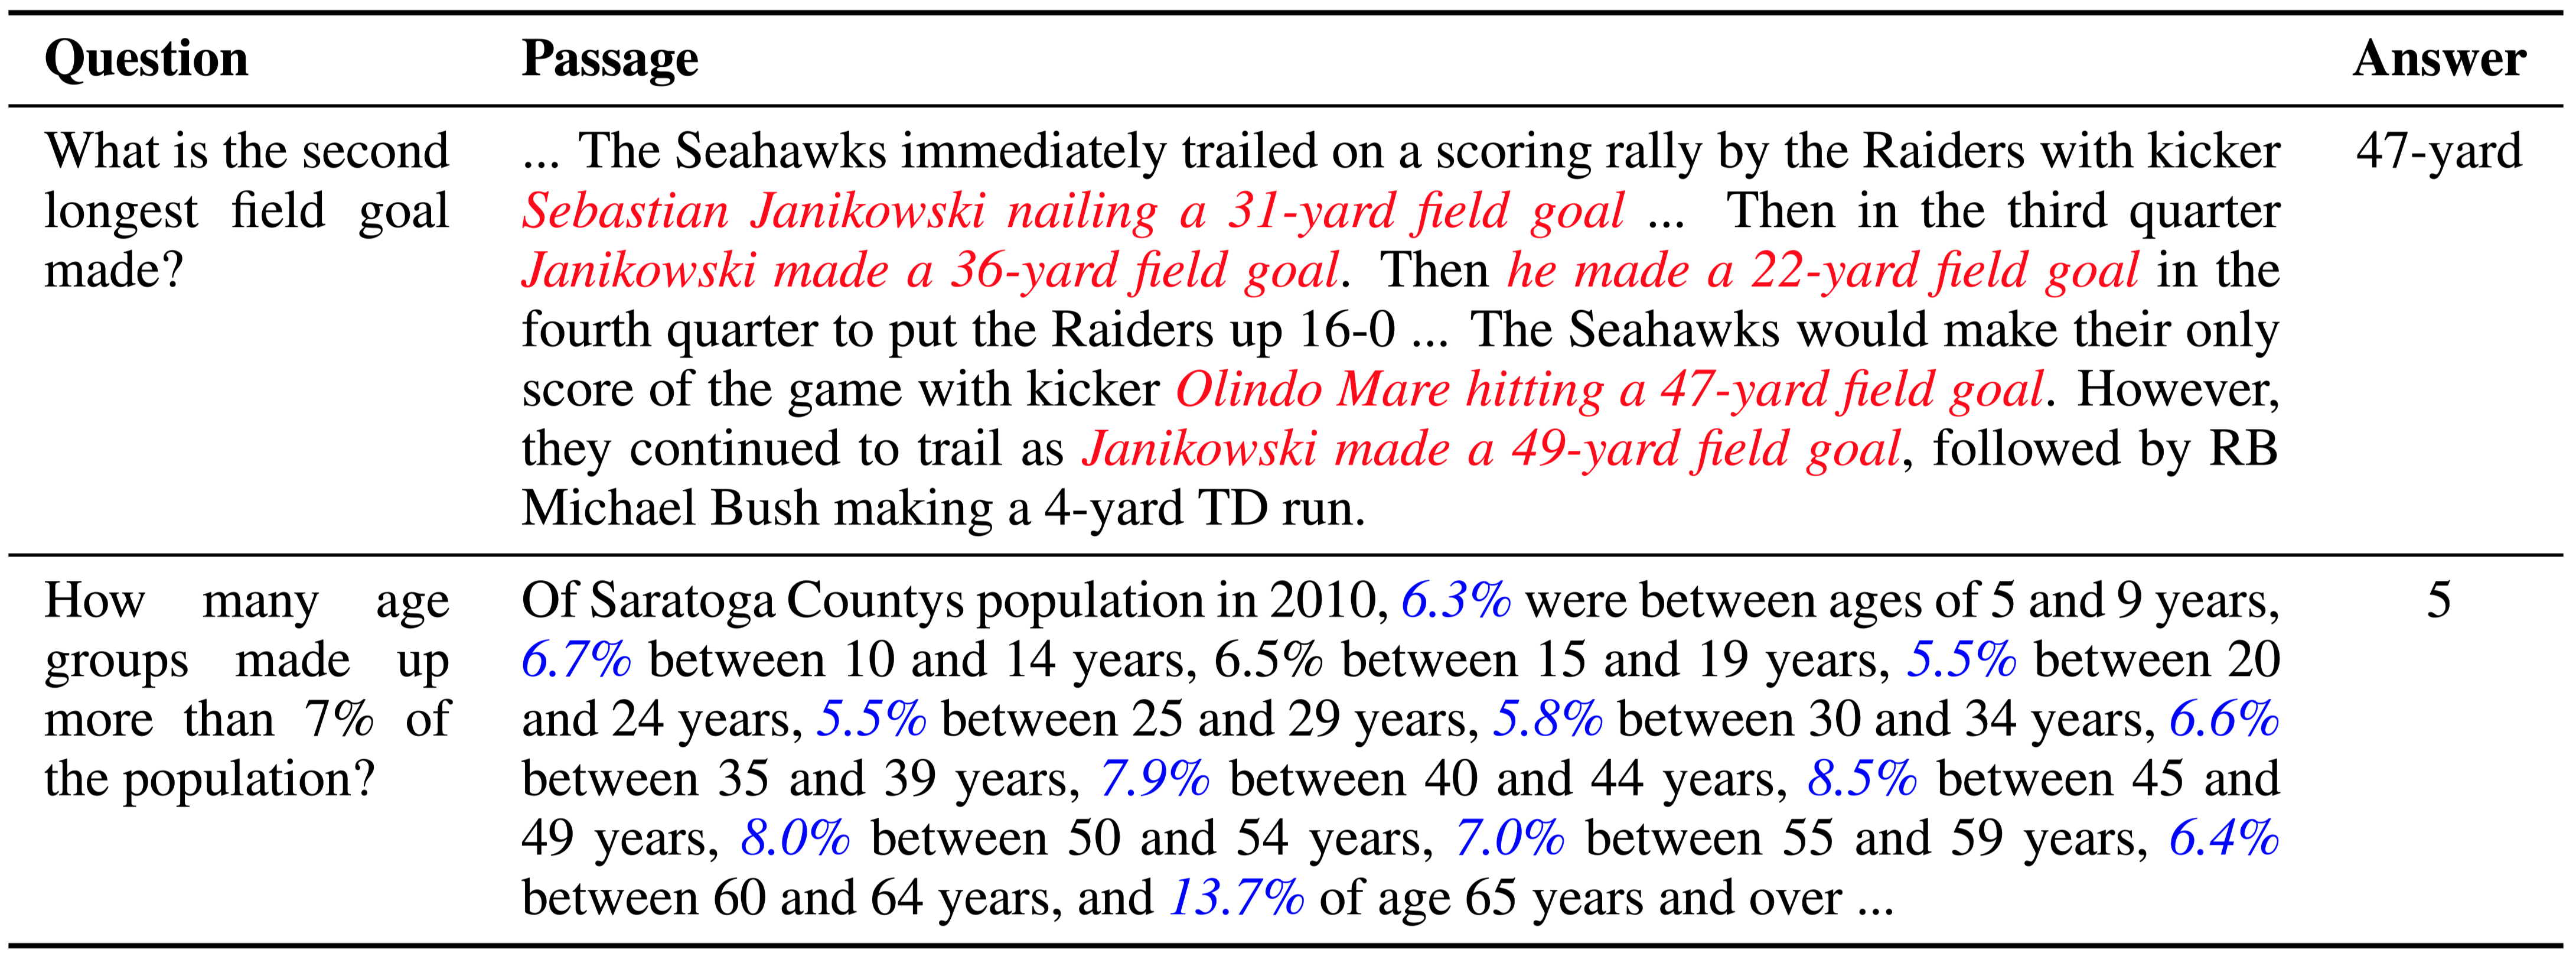 Question Passage Answer
What is the second longest field goal made?
... The Seahawks immediately trailed on a scoring rally by the Raiders with kicker
Sebastian Janikowski nailing a 31-yard field goal ... Then in the third quarter
Janikowski made a 36-yard field goal. Then he made a 22-yard field goal in the
fourth quarter to put the Raiders up 16-0 ... The Seahawks would make their only
score of the game with kicker Olindo Mare hitting a 47-yard field goal. However,
they continued to trail as Janikowski made a 49-yard field goal, followed by RB
Michael Bush making a 4-yard TD run.
47-yard
How many age
groups made up
more than 7% of
the population?
Of Saratoga Countys population in 2010, 6.3% were between ages of 5 and 9 years,
6.7% between 10 and 14 years, 6.5% between 15 and 19 years, 5.5% between 20
and 24 years, 5.5% between 25 and 29 years, 5.8% between 30 and 34 years, 6.6%
between 35 and 39 years, 7.9% between 40 and 44 years, 8.5% between 45 and
49 years, 8.0% between 50 and 54 years, 7.0% between 55 and 59 years, 6.4%
between 60 and 64 years, and 13.7% of age 65 years and over ...
5